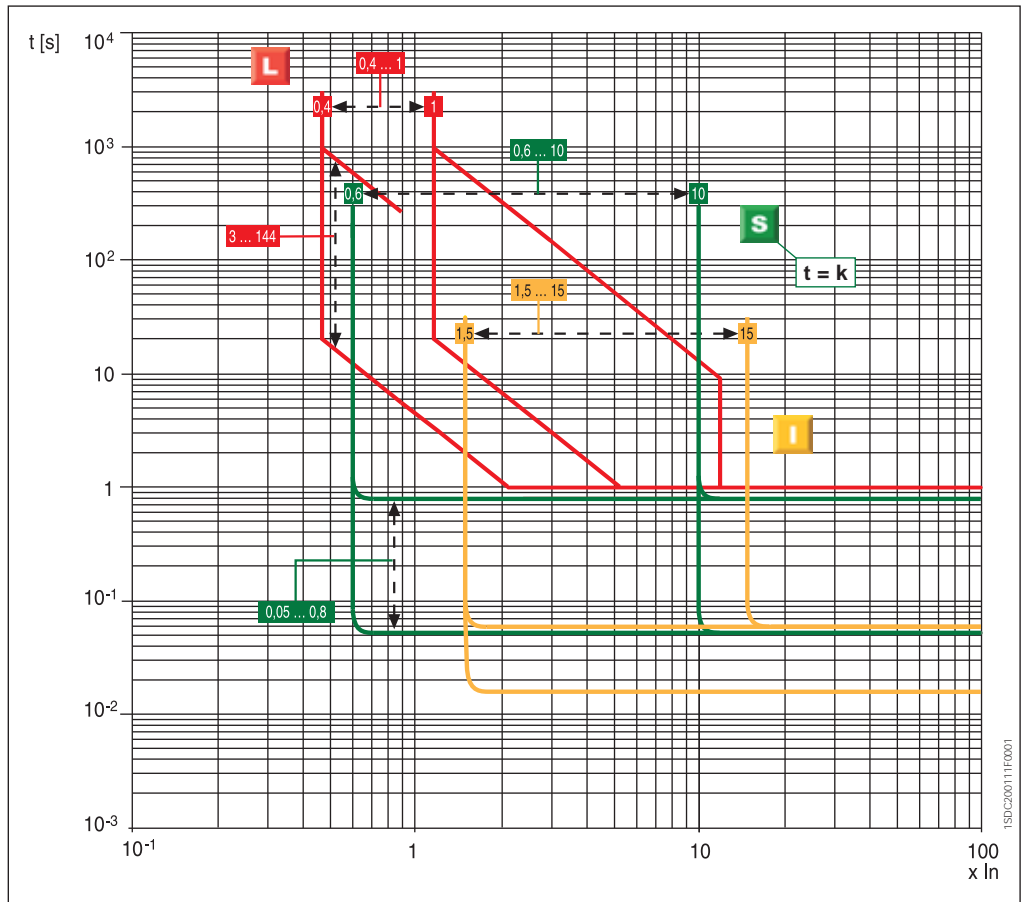 t [s]
10⁴
L
0,4 ... 1
0,4
1
10³
0,6 ... 10
0,6
10
S
3 ... 144
10²
t = k
1,5 ... 15
1,5
15
10
I
1
10⁻¹
0,05 ... 0,8
10⁻²
10⁻³
10⁻¹
1
10
100
x In
1SDC200111F0001